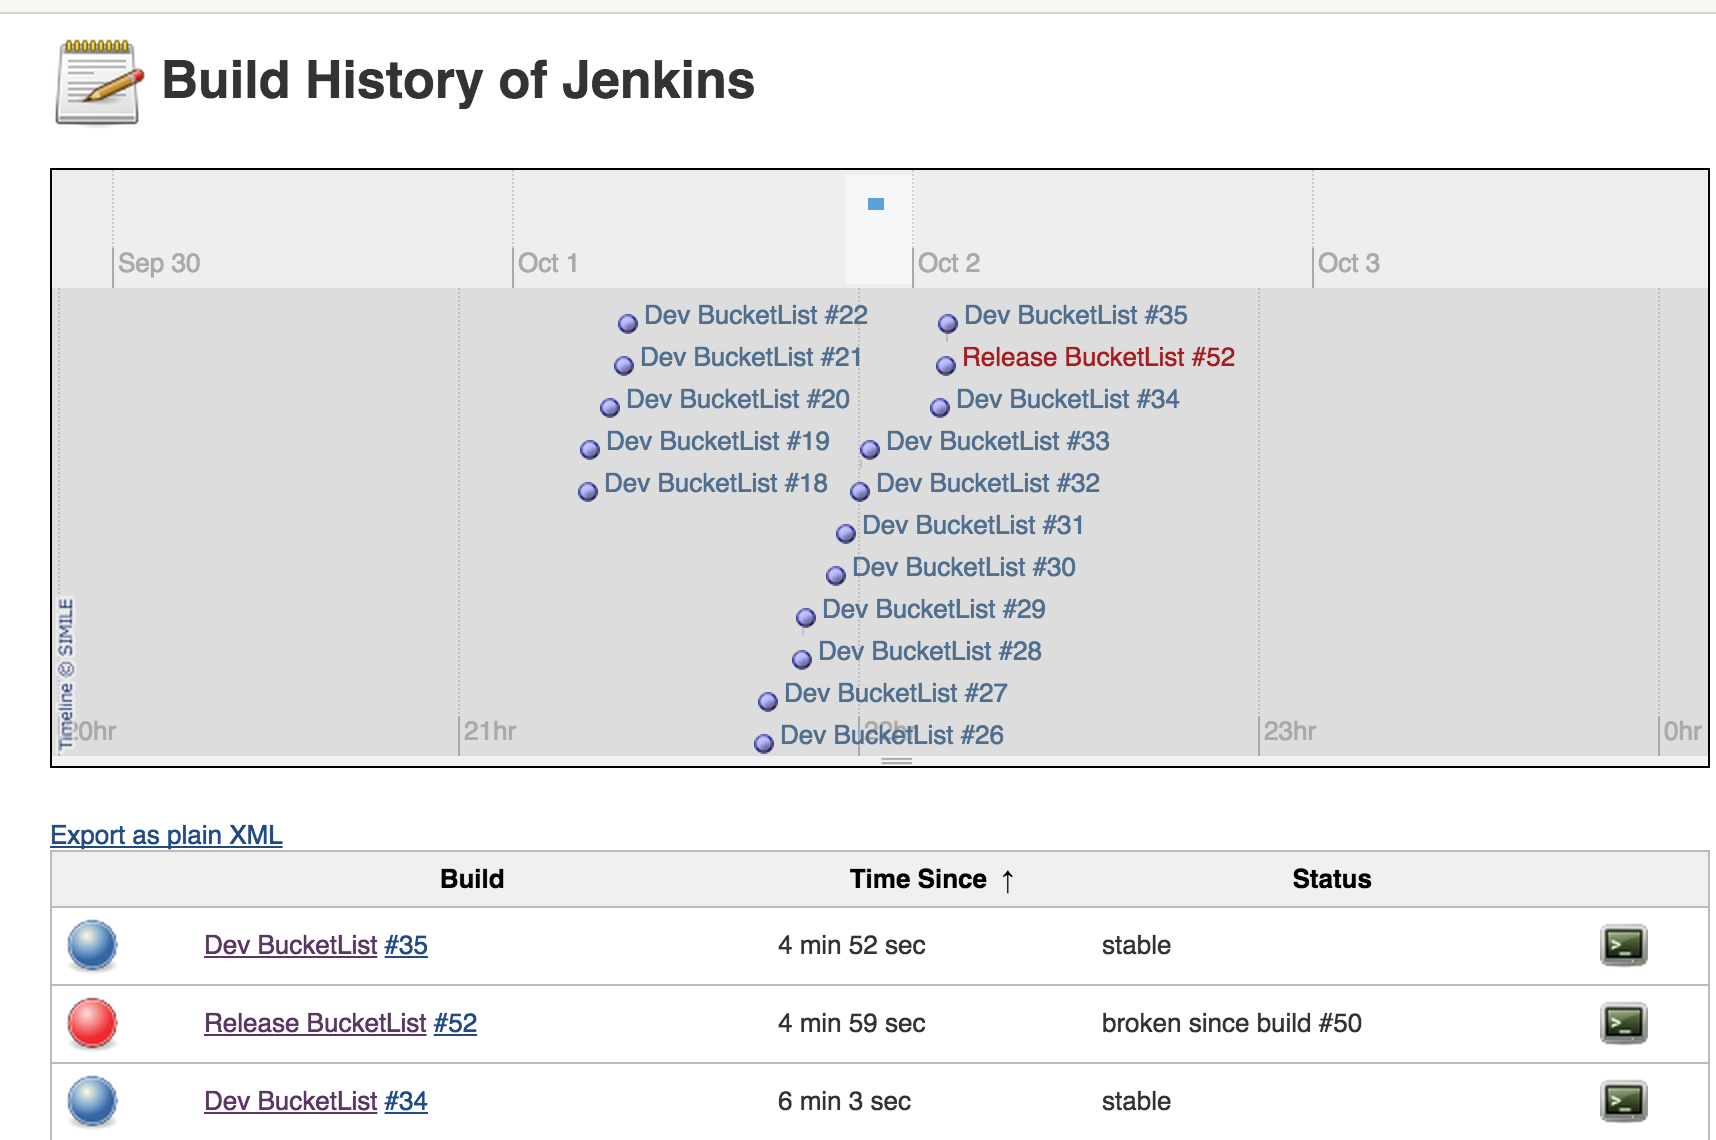 Build History of Jenkins
Sep 30
Oct 1
Oct 2
Oct 3
Dev BucketList #22
Dev BucketList #35
Dev BucketList #21
Release BucketList #52
Dev BucketList #20
Dev BucketList #34
Dev BucketList #19
Dev BucketList #33
Dev BucketList #18
Dev BucketList #32
Dev BucketList #31
Dev BucketList #30
Dev BucketList #29
Dev BucketList #28
Dev BucketList #27
Dev BucketList #26
20hr
21hr
22hr
23hr
0hr
Timeline © SIMILE
Export as plain XML
Build Time Since ↑ Status
Dev BucketList #35 4 min 52 sec stable
Release BucketList #52 4 min 59 sec broken since build #50
Dev BucketList #34 6 min 3 sec stable